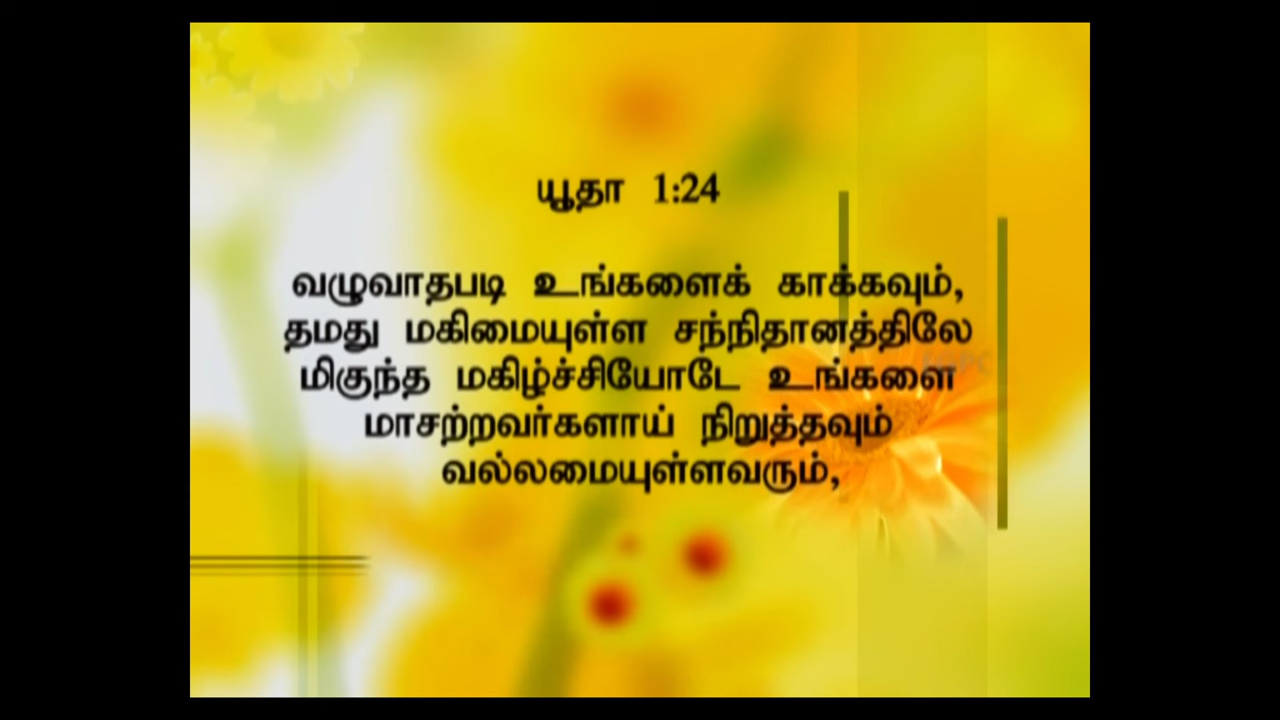 யூதா 1:24
வழுவாதபடி உங்களைக் காக்கவும்,
தமது மகிமையுள்ள சந்நிதானத்திலே
மிகுந்த மகிழ்ச்சியோடே உங்களை
மாசற்றவர்களாய் நிறுத்தவும்
வல்லமையுள்ளவரும்,